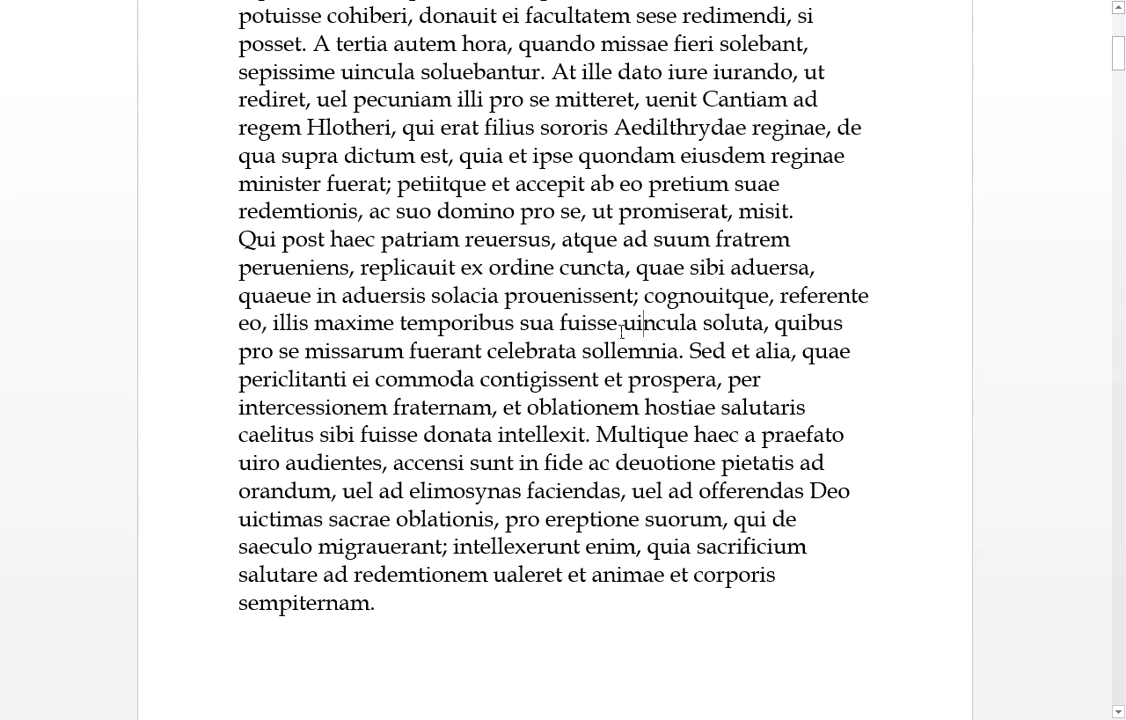 potuisse cohiberi, donauit ei facultatem sese redimendi, si
posset. A tertia autem hora, quando missae fieri solebant,
sepissime uincula soluebantur. At ille dato iure iurando, ut
rediret, uel pecuniam illi pro se mitteret, uenit Cantiam ad
regem Hlotheri, qui erat filius sororis Aedilthrydae reginae, de
qua supra dictum est, quia et ipse quondam eiusdem reginae
minister fuerat; petiitque et accepit ab eo pretium suae
redemtionis, ac suo domino pro se, ut promiserat, misit.
Qui post haec patriam reuersus, atque ad suum fratrem
perueniens, replicauit ex ordine cuncta, quae sibi aduersa,
quaeue in aduersis solacia prouenissent; cognouitque, referente
eo, illis maxime temporibus sua fuisse uincula soluta, quibus
pro se missarum fuerant celebrata sollemnia. Sed et alia, quae
periclitanti ei commoda contigissent et prospera, per
intercessionem fraternam, et oblationem hostiae salutaris
caelitus sibi fuisse donata intellexit. Multique haec a praefato
uiro audientes, accensi sunt in fide ac deuotione pietatis ad
orandum, uel ad elimosynas faciendas, uel ad offerendas Deo
uictimas sacrae oblationis, pro ereptione suorum, qui de
saeculo migrauerant; intellexerunt enim, quia sacrificium
salutare ad redemtionem ualeret et animae et corporis
sempiternam.